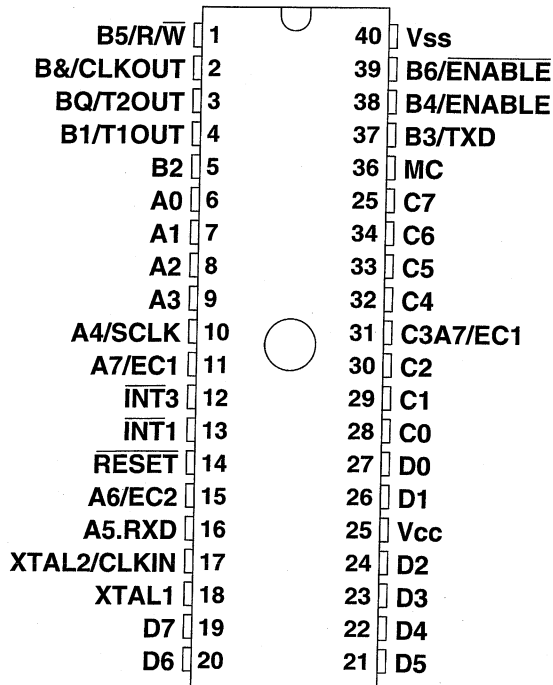 B5/R/W 1 40 Vss
B&/CLKOUT 2 39 B6/ENABLE
BQ/T2OUT 3 38 B4/ENABLE
B1/T1OUT 4 37 B3/TXD
B2 5 36 MC
A0 6 25 C7
A1 7 34 C6
A2 8 33 C5
A3 9 32 C4
A4/SCLK 10 31 C3A7/EC1
A7/EC1 11 30 C2
INT3 12 29 C1
INT1 13 28 C0
RESET 14 27 D0
A6/EC2 15 26 D1
A5.RXD 16 25 Vcc
XTAL2/CLKIN 17 24 D2
XTAL1 18 23 D3
D7 19 22 D4
D6 20 21 D5